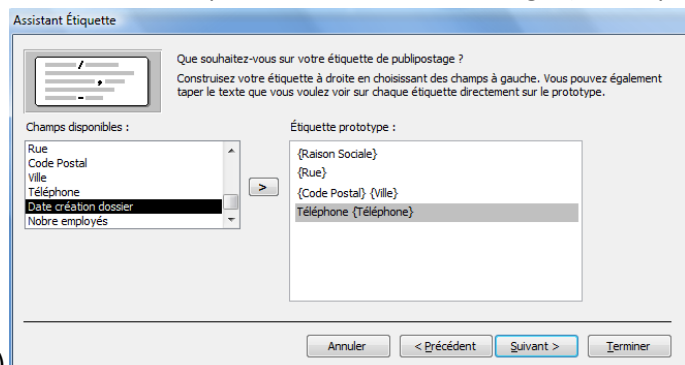 Assistant Étiquette
Que souhaitez-vous sur votre étiquette de publipostage ?
Construisez votre étiquette à droite en choisissant des champs à gauche. Vous pouvez également
taper le texte que vous voulez voir sur chaque étiquette directement sur le prototype.
Champs disponibles :
Étiquette prototype :
Rue
Code Postal
Ville
Téléphone
Date création dossier
Nobre employés
>
{Raison Sociale}
{Rue}
{Code Postal} {Ville}
Téléphone {Téléphone}
Annuler
< Précédent
Suivant >
Terminer
)